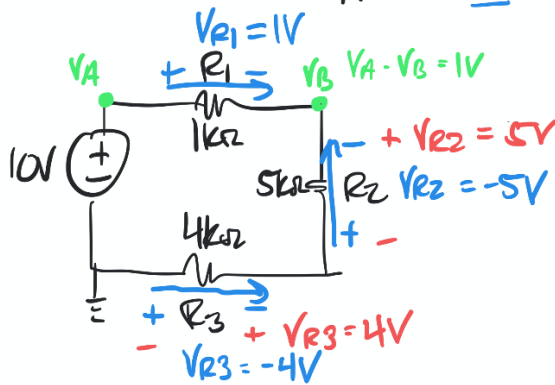 VR1 = 1V
VA + R1 - VB VA - VB = 1V
1kΩ
+ - + VR2 = 5V
10V + - 5kΩ R2 VR2 = -5V
+ -
4kΩ
+ R3 -
- + VR3 = 4V
VR3 = -4V